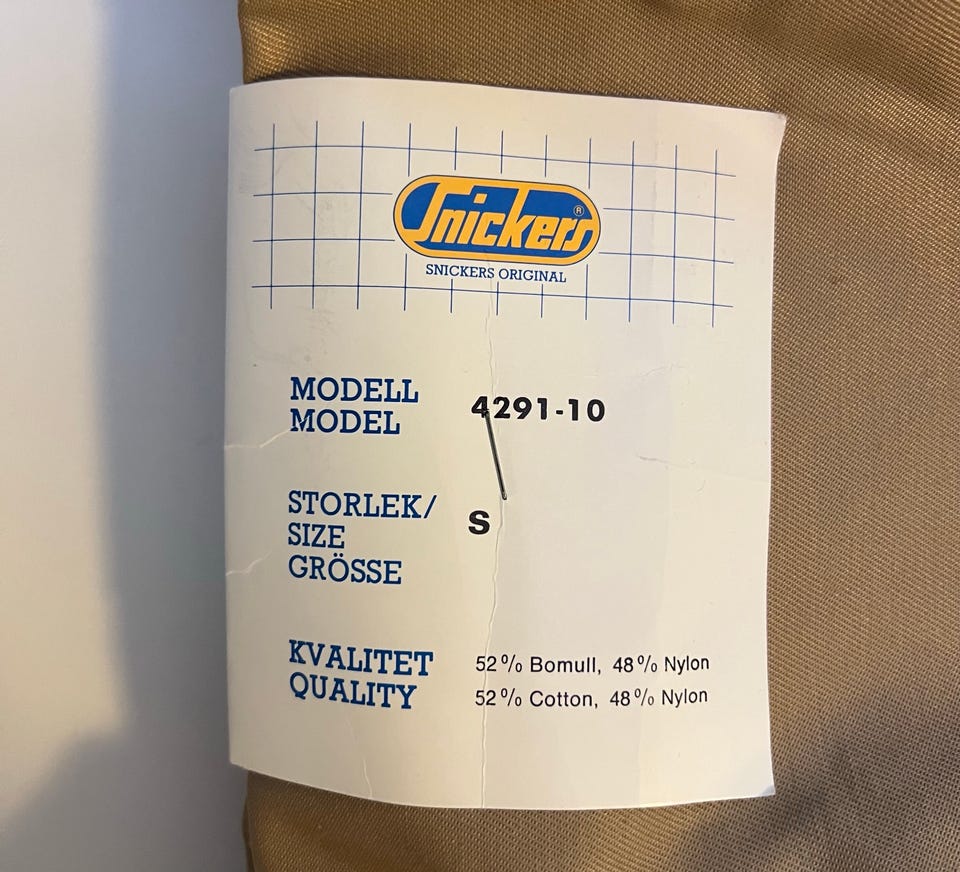 Snickers®
SNICKERS ORIGINAL
MODELL
MODEL 4291-10
STORLEK/ S
SIZE
GRÖSSE
KVALITET 52% Bomull, 48% Nylon
QUALITY 52% Cotton, 48% Nylon